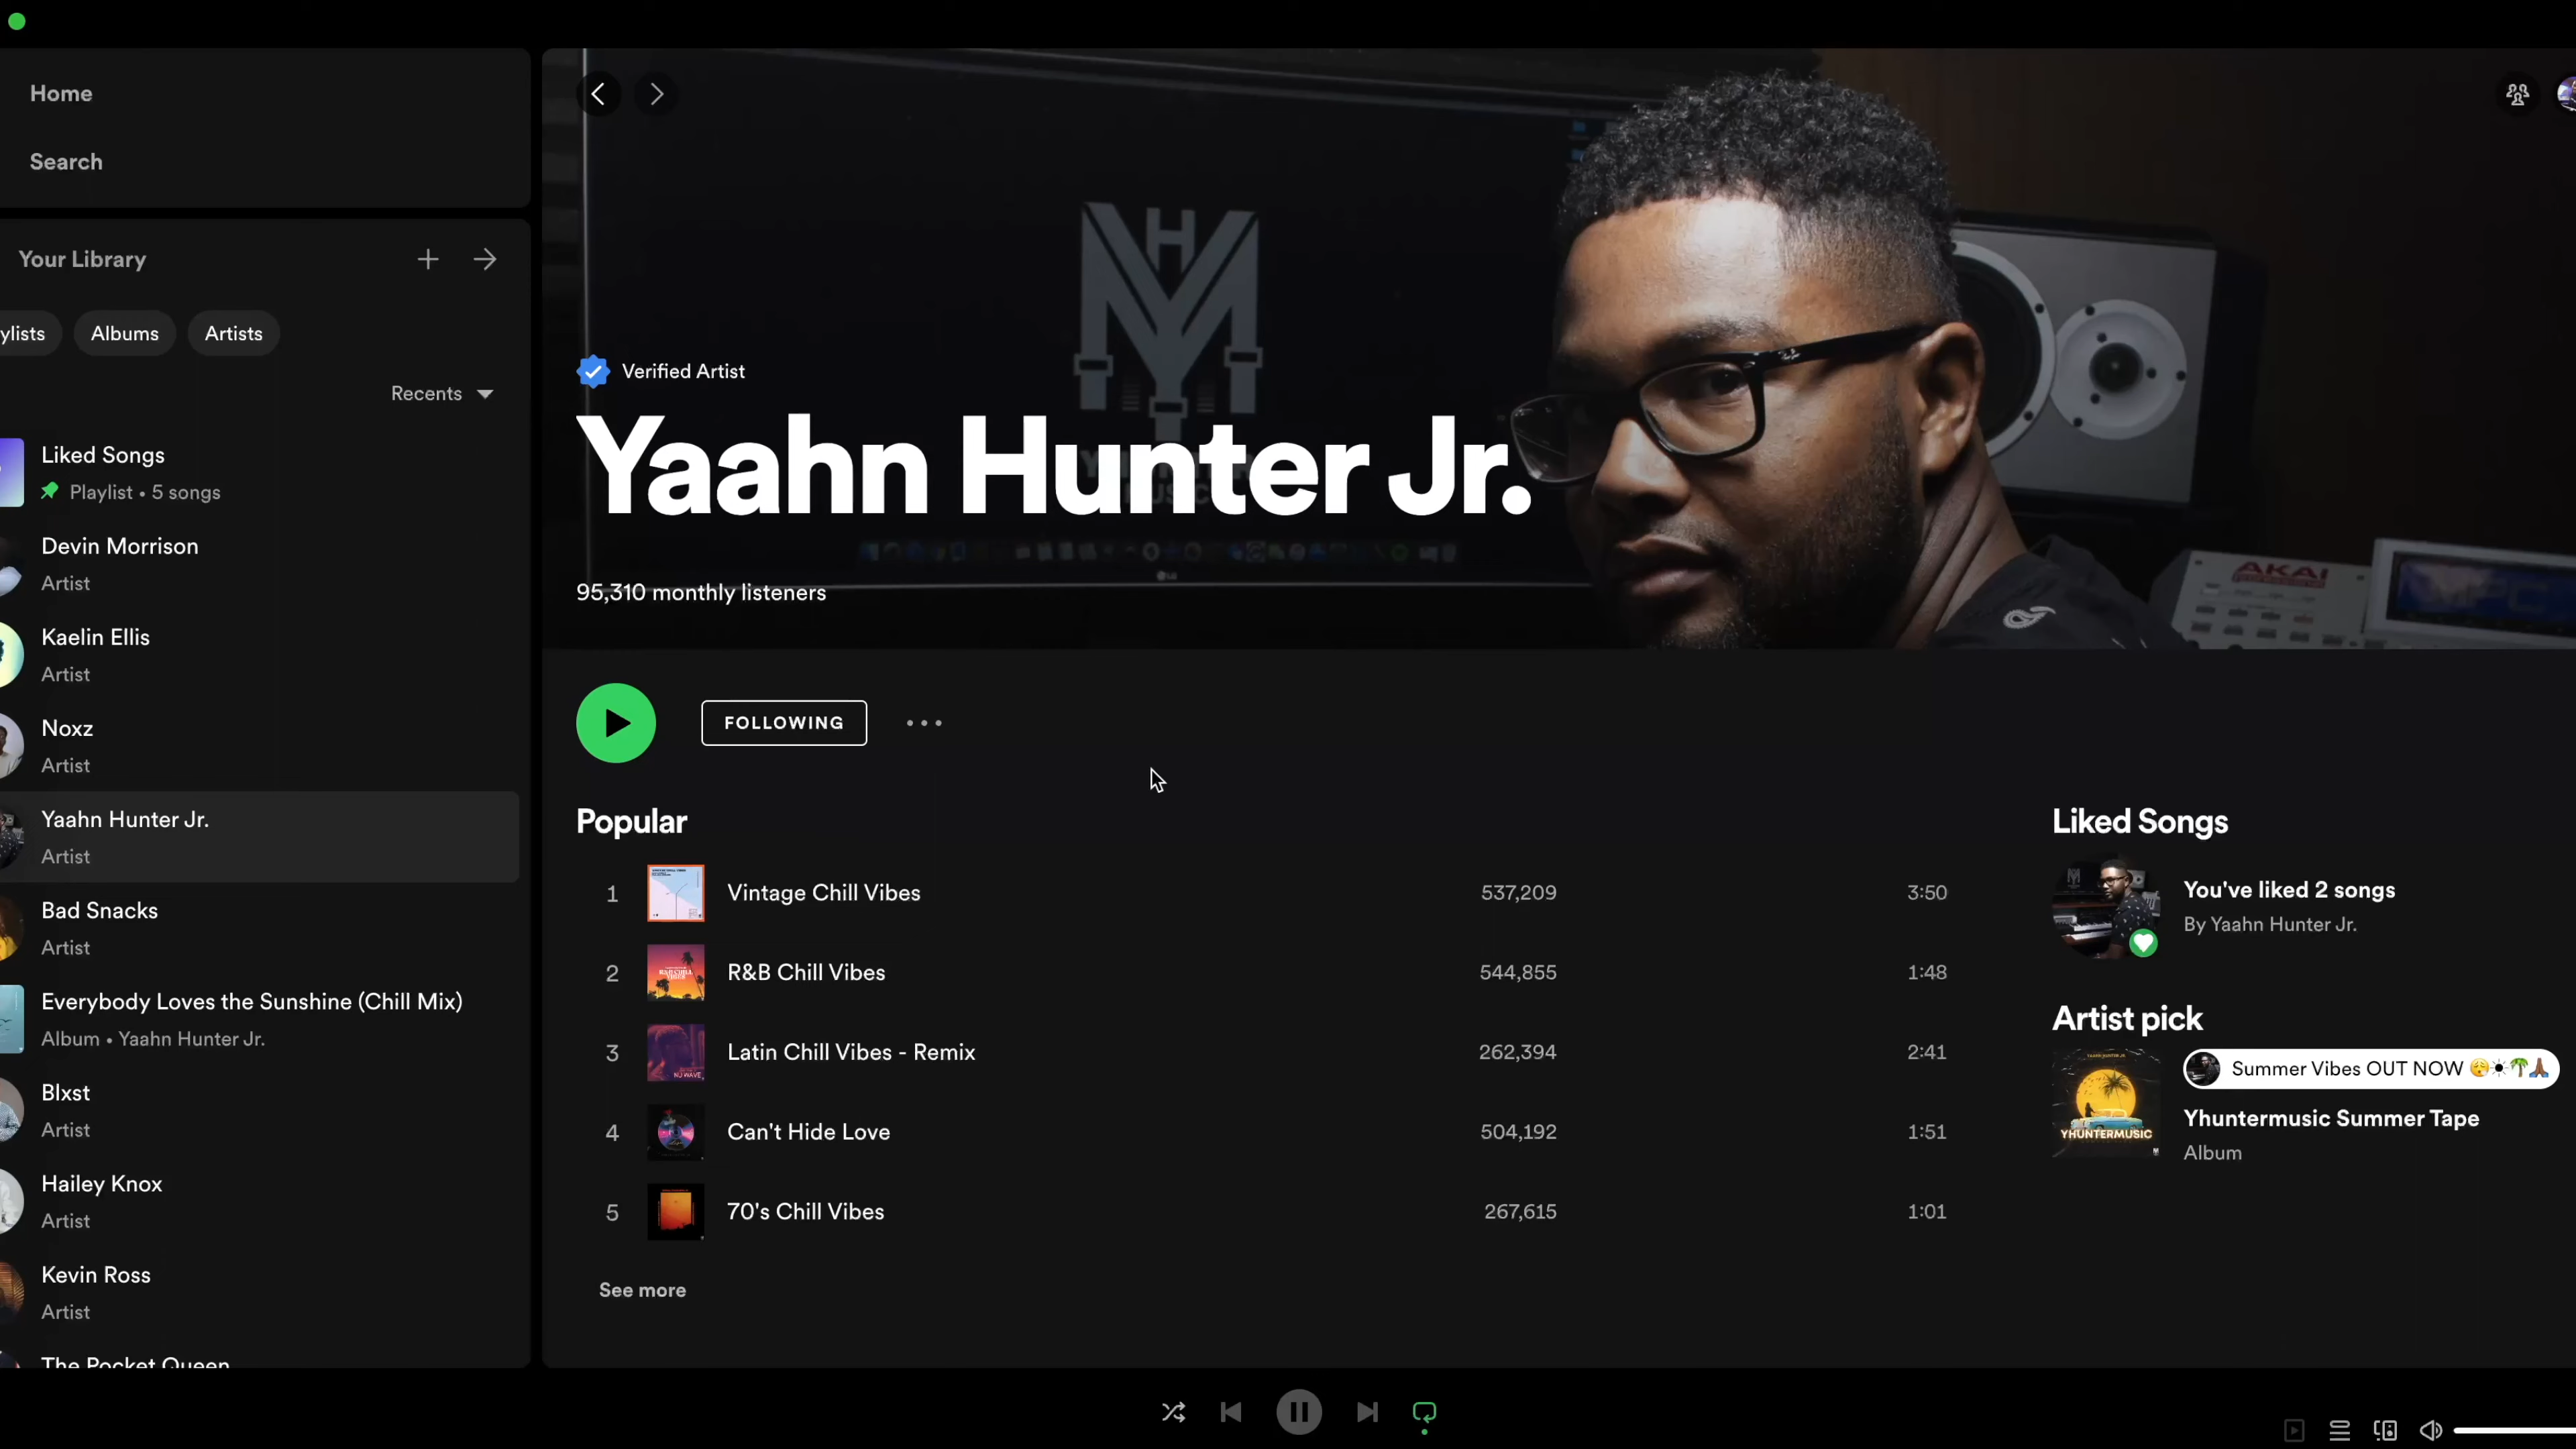 Home
Search
Your Library
ylists
Albums
Artists
Recents
Liked Songs
Playlist • 5 songs
Devin Morrison
Artist
Kaelin Ellis
Artist
Noxz
Artist
Yaahn Hunter Jr.
Artist
Bad Snacks
Artist
Everybody Loves the Sunshine (Chill Mix)
Album • Yaahn Hunter Jr.
Blxst
Artist
Hailey Knox
Artist
Kevin Ross
Artist
The Pocket Queen
Verified Artist
Yaahn Hunter Jr.
95,310 monthly listeners
LG
AKAI
MPC
FOLLOWING
Popular
1 Vintage Chill Vibes 537,209 3:50
2 R&B Chill Vibes 544,855 1:48
3 Latin Chill Vibes - Remix 262,394 2:41
4 Can't Hide Love 504,192 1:51
5 70's Chill Vibes 267,615 1:01
See more
Liked Songs
You've liked 2 songs
By Yaahn Hunter Jr.
Artist pick
YHUNTERMUSIC
Summer Vibes OUT NOW 😮‍💨☀️🌴🙏🏾
Yhuntermusic Summer Tape
Album